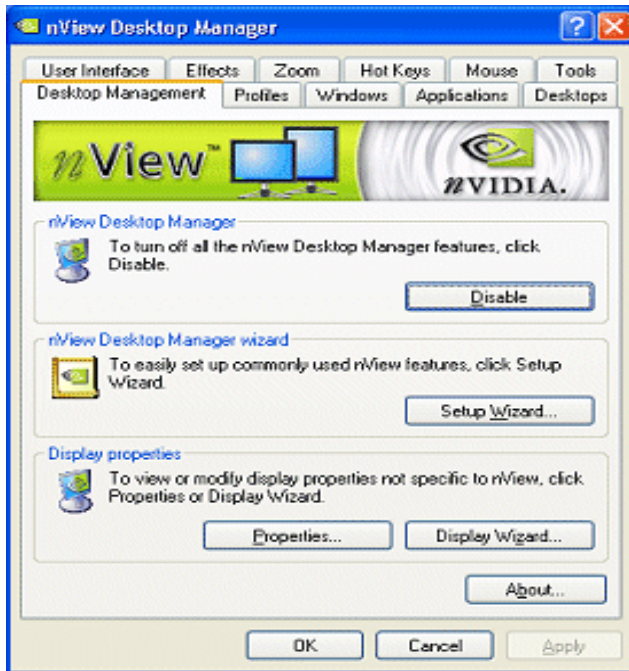 nView Desktop Manager
User Interface Effects Zoom Hot Keys Mouse Tools
Desktop Management Profiles Windows Applications Desktops
nView™ nVIDIA.
nView Desktop Manager
To turn off all the nView Desktop Manager features, click
Disable.
Disable
nView Desktop Manager wizard
To easily set up commonly used nView features, click Setup
Wizard.
Setup Wizard...
Display properties
To view or modify display properties not specific to nView, click
Properties or Display Wizard.
Properties... Display Wizard...
About...
OK Cancel Apply